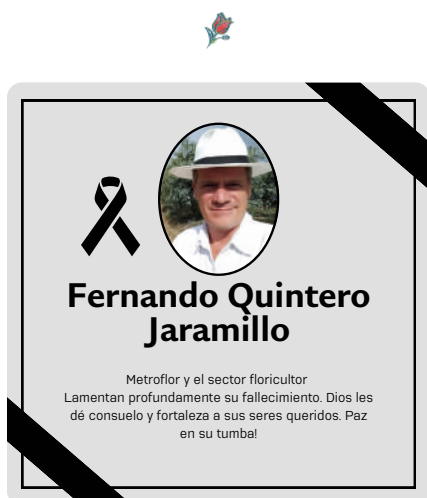 Fernando Quintero
Jaramillo
Metroflor y el sector floricultor
Lamentan profundamente su fallecimiento. Dios les
dé consuelo y fortaleza a sus seres queridos. Paz
en su tumba!